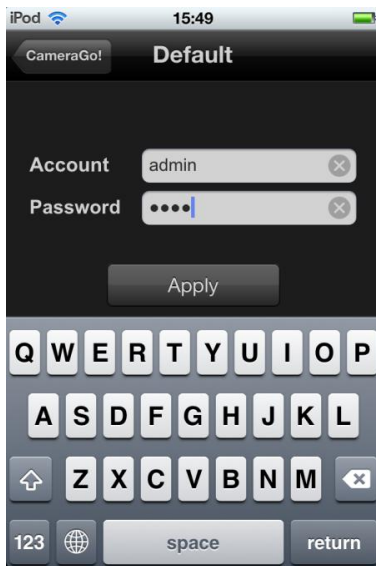 iPod 15:49
CameraGo! Default
Account admin
Password ••••
Apply
Q W E R T Y U I O P
A S D F G H J K L
Z X C V B N M
123 space return